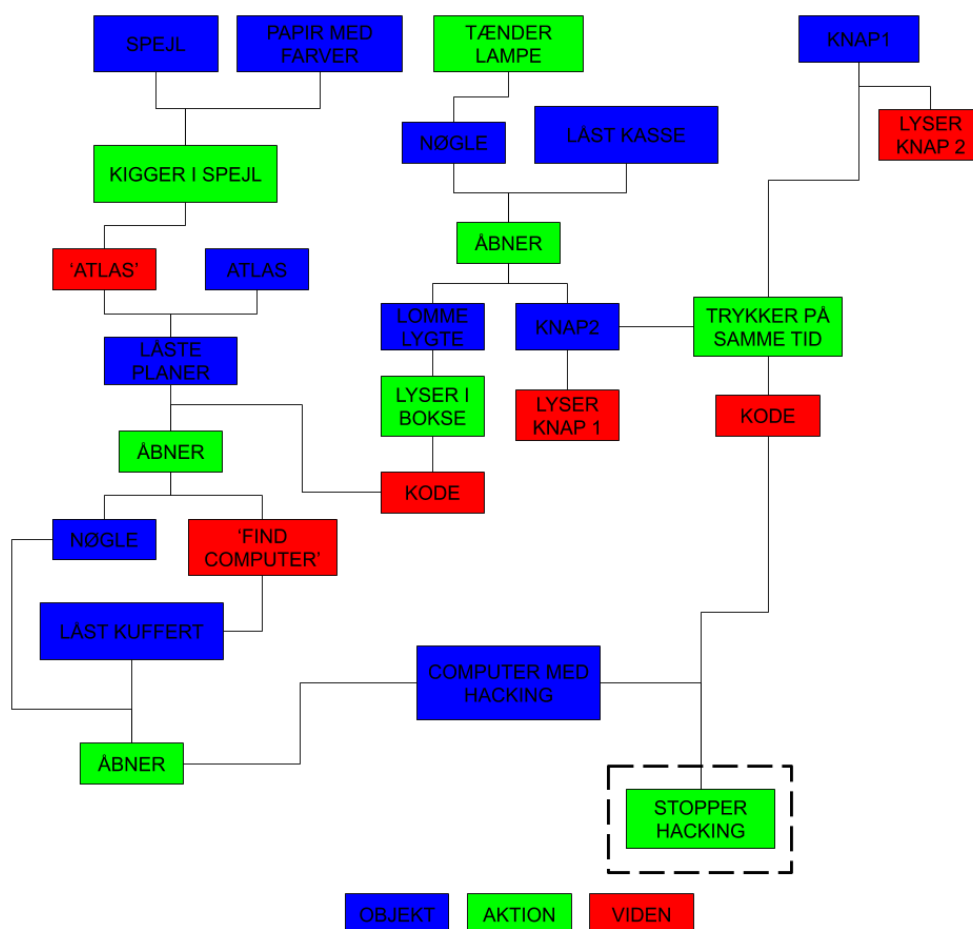 SPEJL
PAPIR MED
FARVER
TÆNDER
LAMPE
KNAP1
NØGLE
LÅST KASSE
LYSER
KNAP 2
KIGGER I SPEJL
ÅBNER
'ATLAS'
ATLAS
LOMME
LYGTE
KNAP2
TRYKKER PÅ
SAMME TID
LÅSTE
PLANER
LYSER I
BOKSE
LYSER
KNAP 1
KODE
ÅBNER
KODE
NØGLE
'FIND
COMPUTER'
LÅST KUFFERT
COMPUTER MED
HACKING
ÅBNER
STOPPER
HACKING
OBJEKT
AKTION
VIDEN